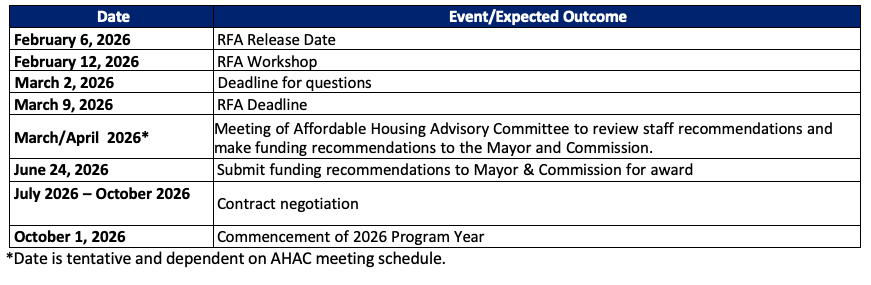 Date Event/Expected Outcome
February 6, 2026 RFA Release Date
February 12, 2026 RFA Workshop
March 2, 2026 Deadline for questions
March 9, 2026 RFA Deadline
March/April 2026* Meeting of Affordable Housing Advisory Committee to review staff recommendations and
make funding recommendations to the Mayor and Commission.
June 24, 2026 Submit funding recommendations to Mayor & Commission for award
July 2026 – October 2026 Contract negotiation
October 1, 2026 Commencement of 2026 Program Year
*Date is tentative and dependent on AHAC meeting schedule.